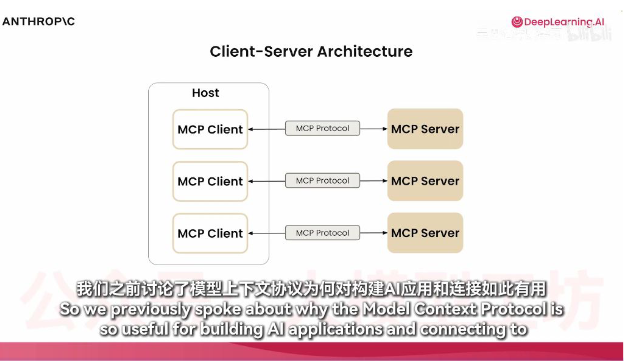 ANTHROP\C
DeepLearning.AI
Client-Server Architecture
Host
MCP Client
MCP Protocol
MCP Server
MCP Client
MCP Protocol
MCP Server
MCP Client
MCP Protocol
MCP Server
我们之前讨论了模型上下文协议为何对构建AI应用和连接如此有用
So we previously spoke about why the Model Context Protocol is
so useful for building AI applications and connecting to